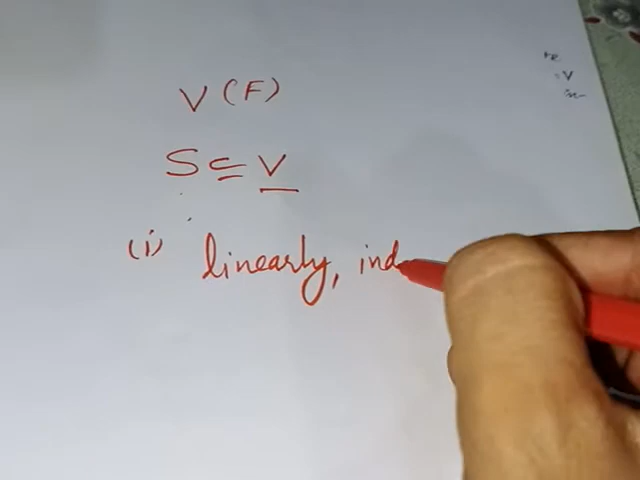 V (F)
S ⊆ V
(i) linearly, ind